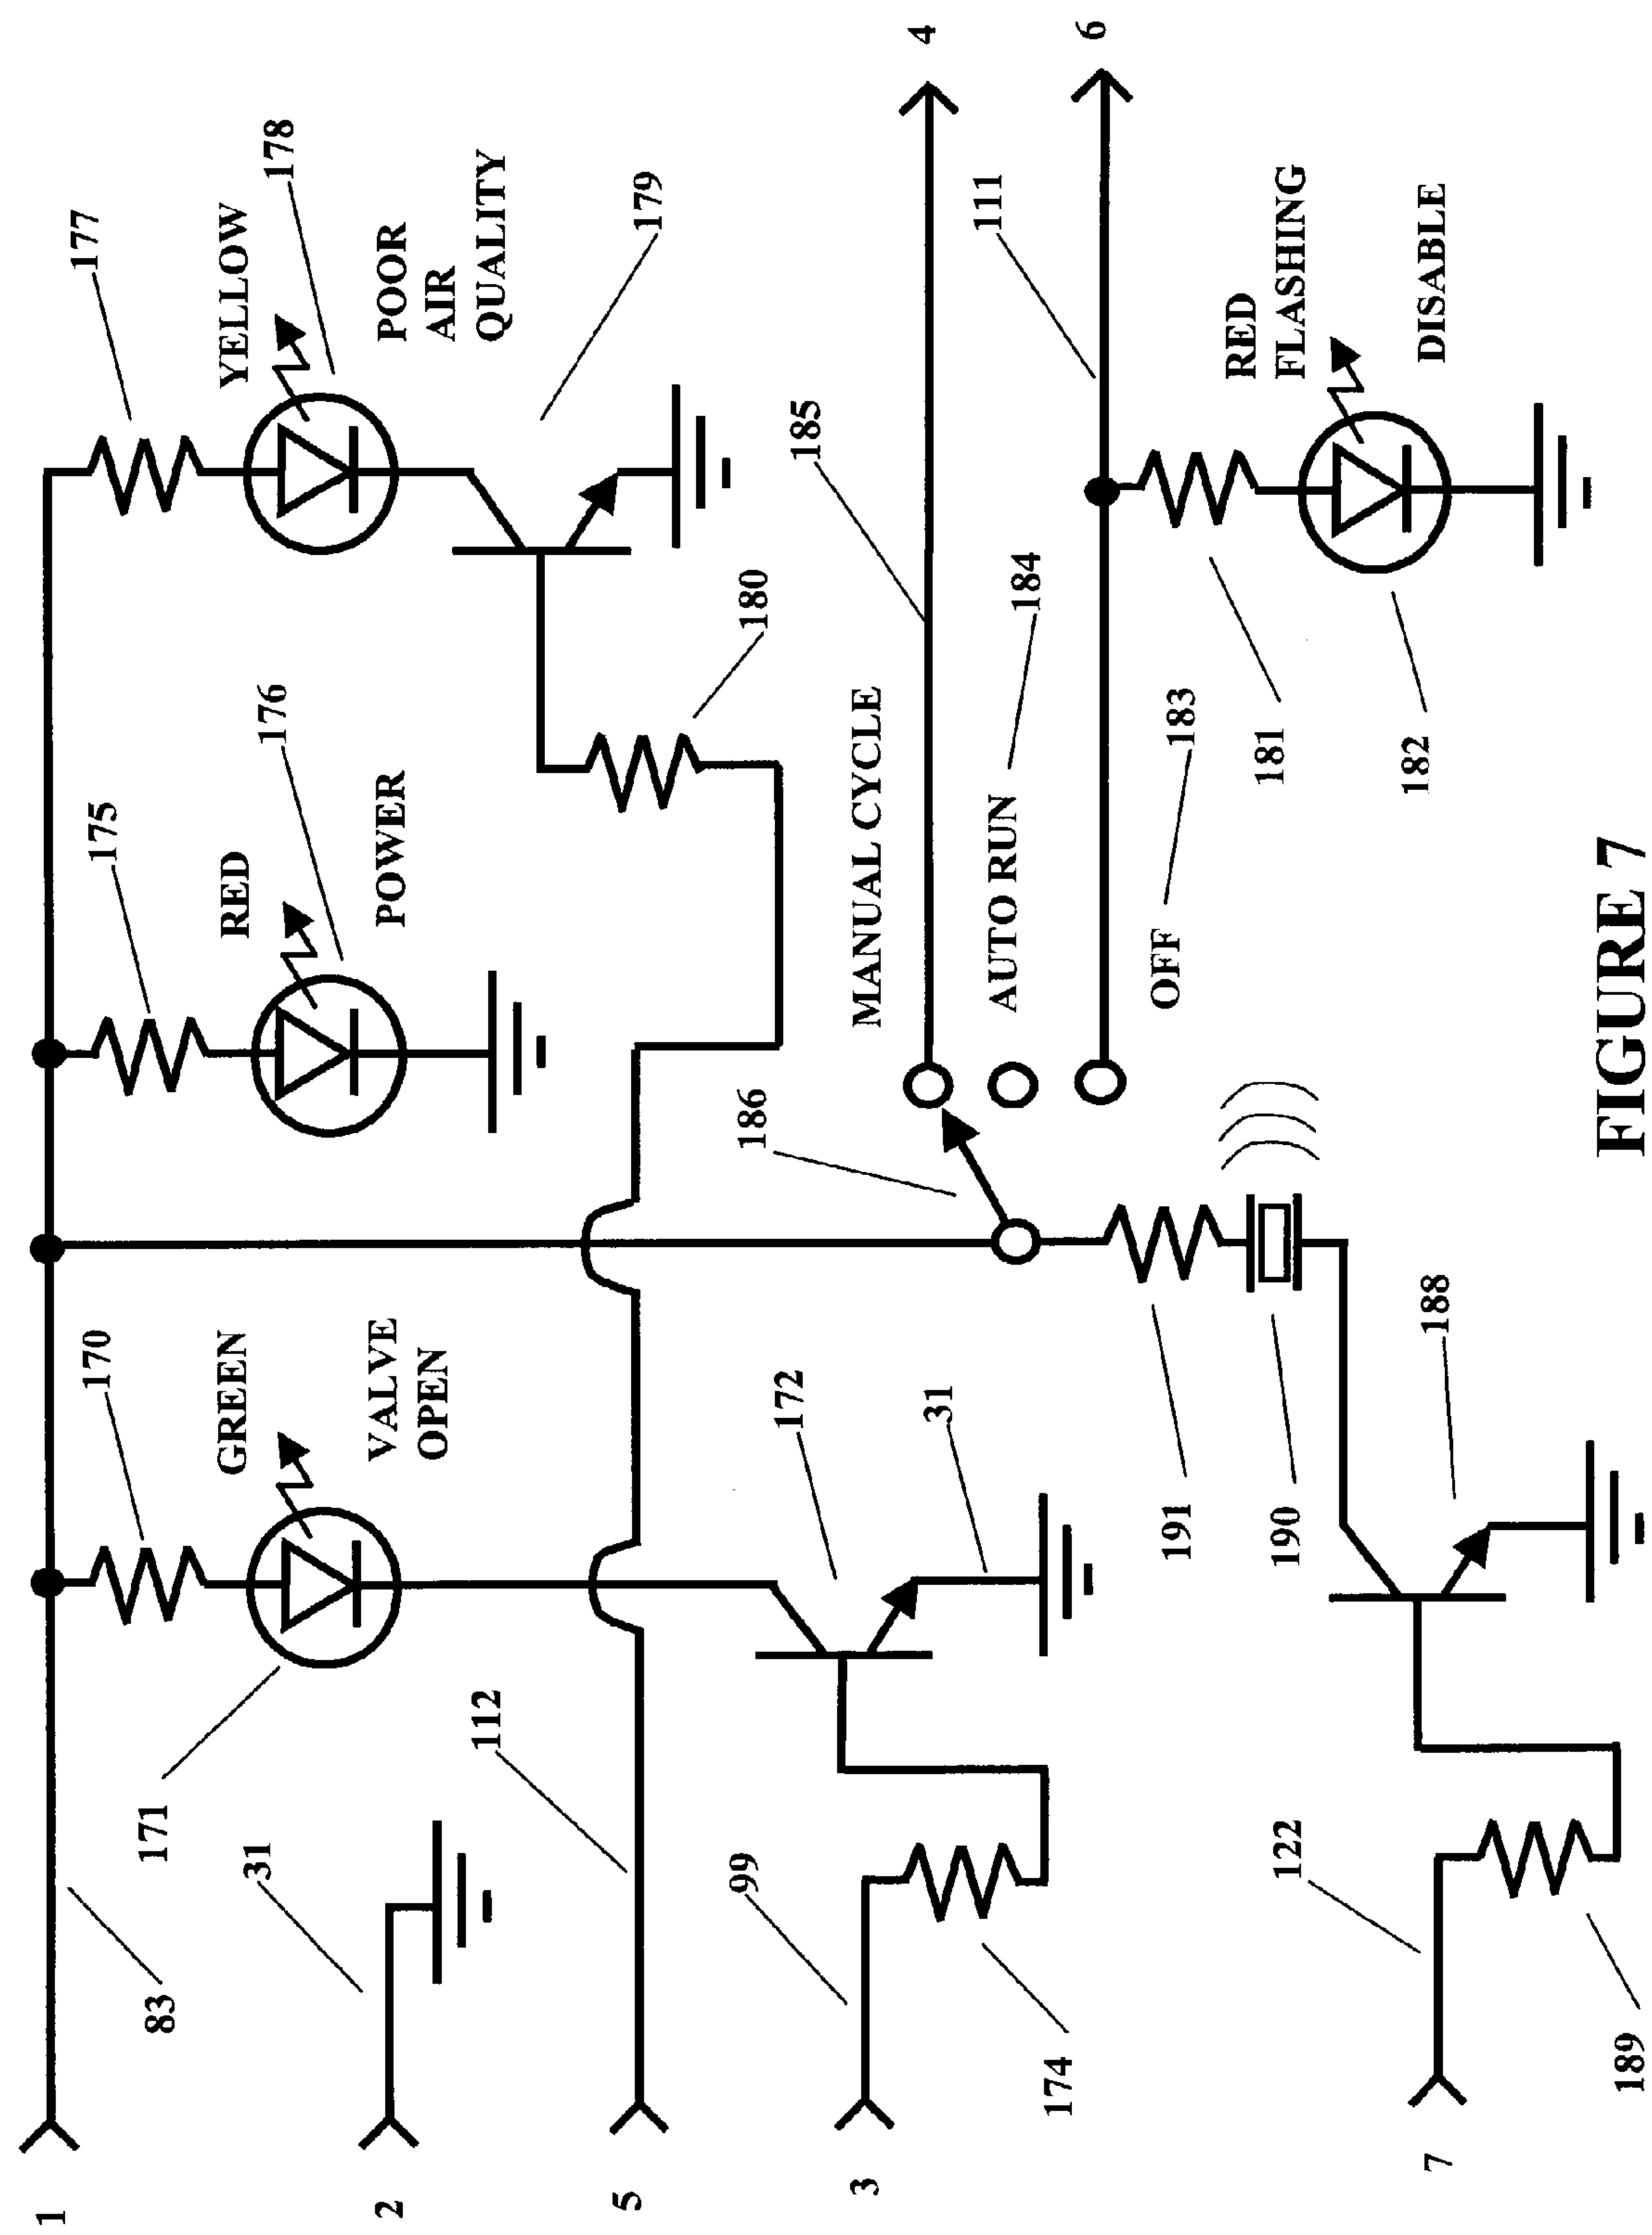 1
83
171
170
GREEN
VALVE
OPEN
175
RED
176
POWER
177
YELLOW
178
POOR
AIR
QUALITY
179
2
31
5
112
180
3
99
174
172
31
186
MANUAL CYCLE
185
4
AUTO RUN
184
111
6
OFF
183
181
RED
FLASHING
182
DISABLE
191
190
188
7
122
189
FIGURE 7